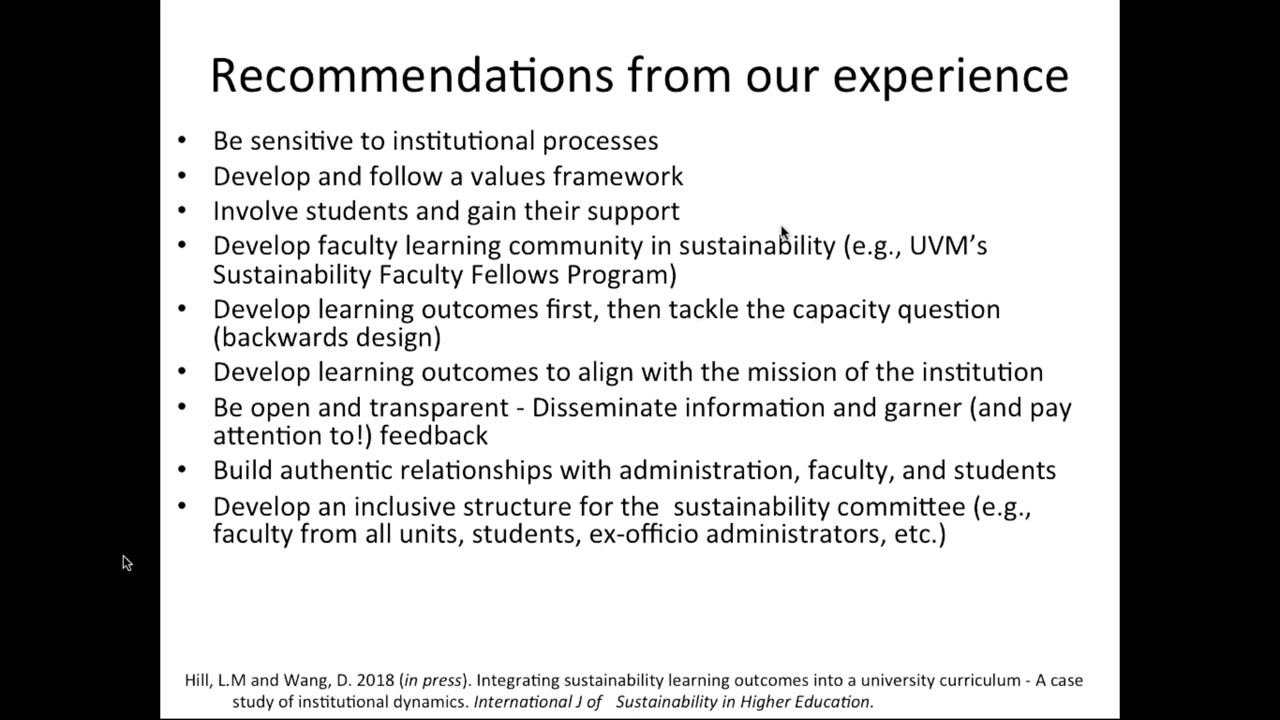 Recommendations from our experience
• Be sensitive to institutional processes
• Develop and follow a values framework
• Involve students and gain their support
• Develop faculty learning community in sustainability (e.g., UVM’s
Sustainability Faculty Fellows Program)
• Develop learning outcomes first, then tackle the capacity question
(backwards design)
• Develop learning outcomes to align with the mission of the institution
• Be open and transparent - Disseminate information and garner (and pay
attention to!) feedback
• Build authentic relationships with administration, faculty, and students
• Develop an inclusive structure for the  sustainability committee (e.g.,
faculty from all units, students, ex-officio administrators, etc.)
Hill, L.M and Wang, D. 2018 (in press). Integrating sustainability learning outcomes into a university curriculum - A case
study of institutional dynamics. International J of   Sustainability in Higher Education.